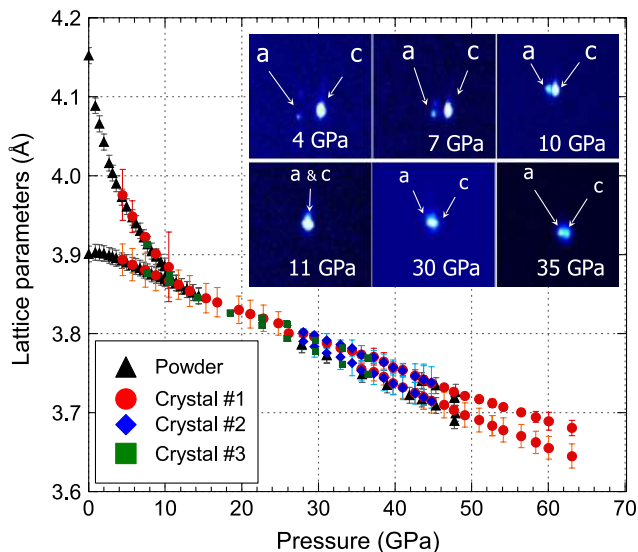 4.2
4.1
4.0
3.9
3.8
3.7
3.6
Lattice parameters (Å)
a c
4 GPa
a c
7 GPa
a c
10 GPa
a & c
11 GPa
a c
30 GPa
a c
35 GPa
Powder
Crystal #1
Crystal #2
Crystal #3
0 10 20 30 40 50 60 70
Pressure (GPa)